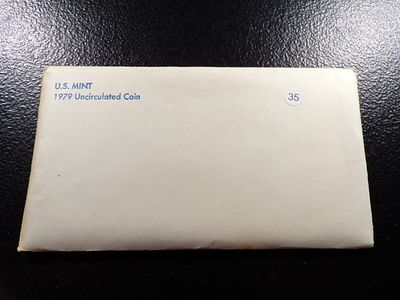 U.S. MINT
1979 Uncirculated Coin
35